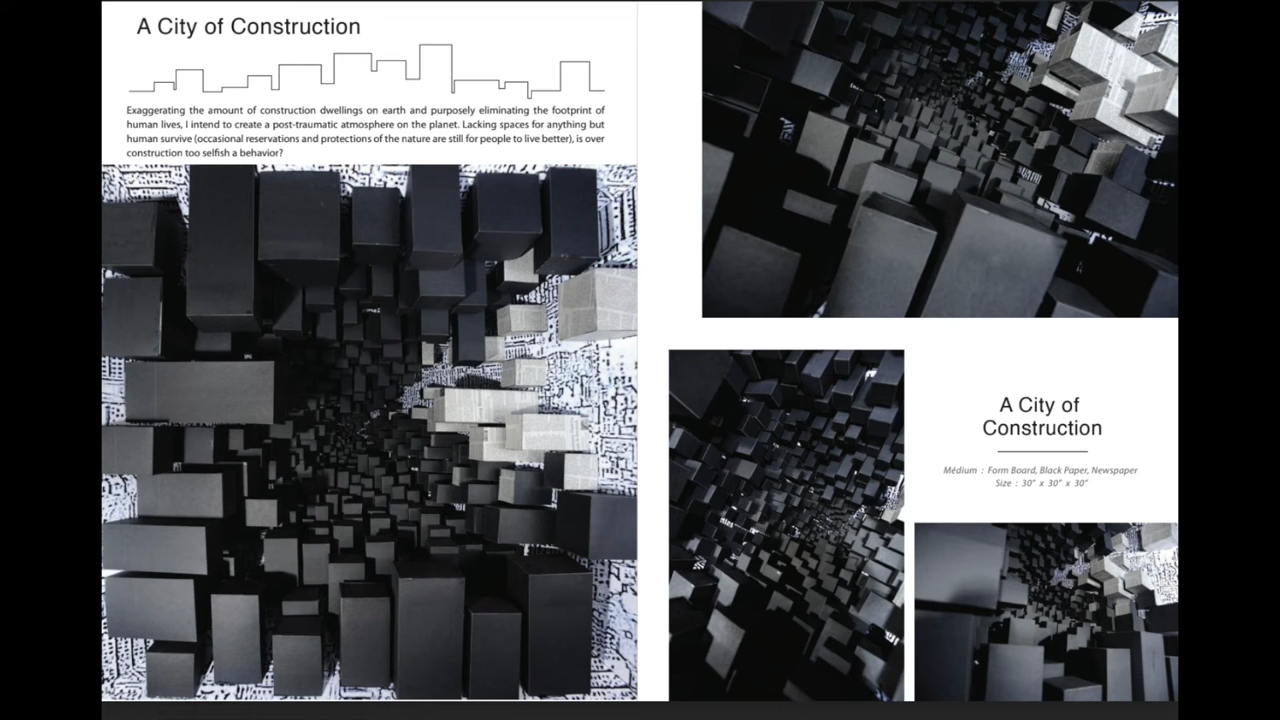 A City of Construction
Exaggerating the amount of construction dwellings on earth and purposely eliminating the footprint of
human lives, I intend to create a post-traumatic atmosphere on the planet. Lacking spaces for anything but
human survive (occasional reservations and protections of the nature are still for people to live better), is over
construction too selfish a behavior?
A City of
Construction
Médium : Form Board, Black Paper, Newspaper
Size : 30" x 30" x 30"